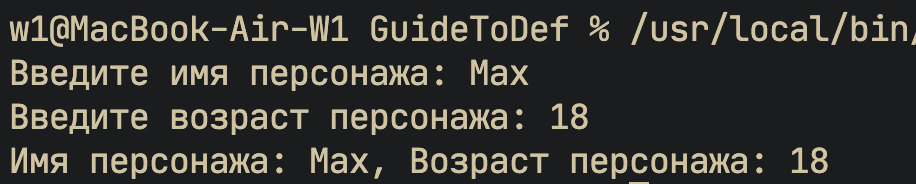 w1@MacBook-Air-W1 GuideToDef % /usr/local/bin/
Введите имя персонажа: Max
Введите возраст персонажа: 18
Имя персонажа: Max, Возраст персонажа: 18